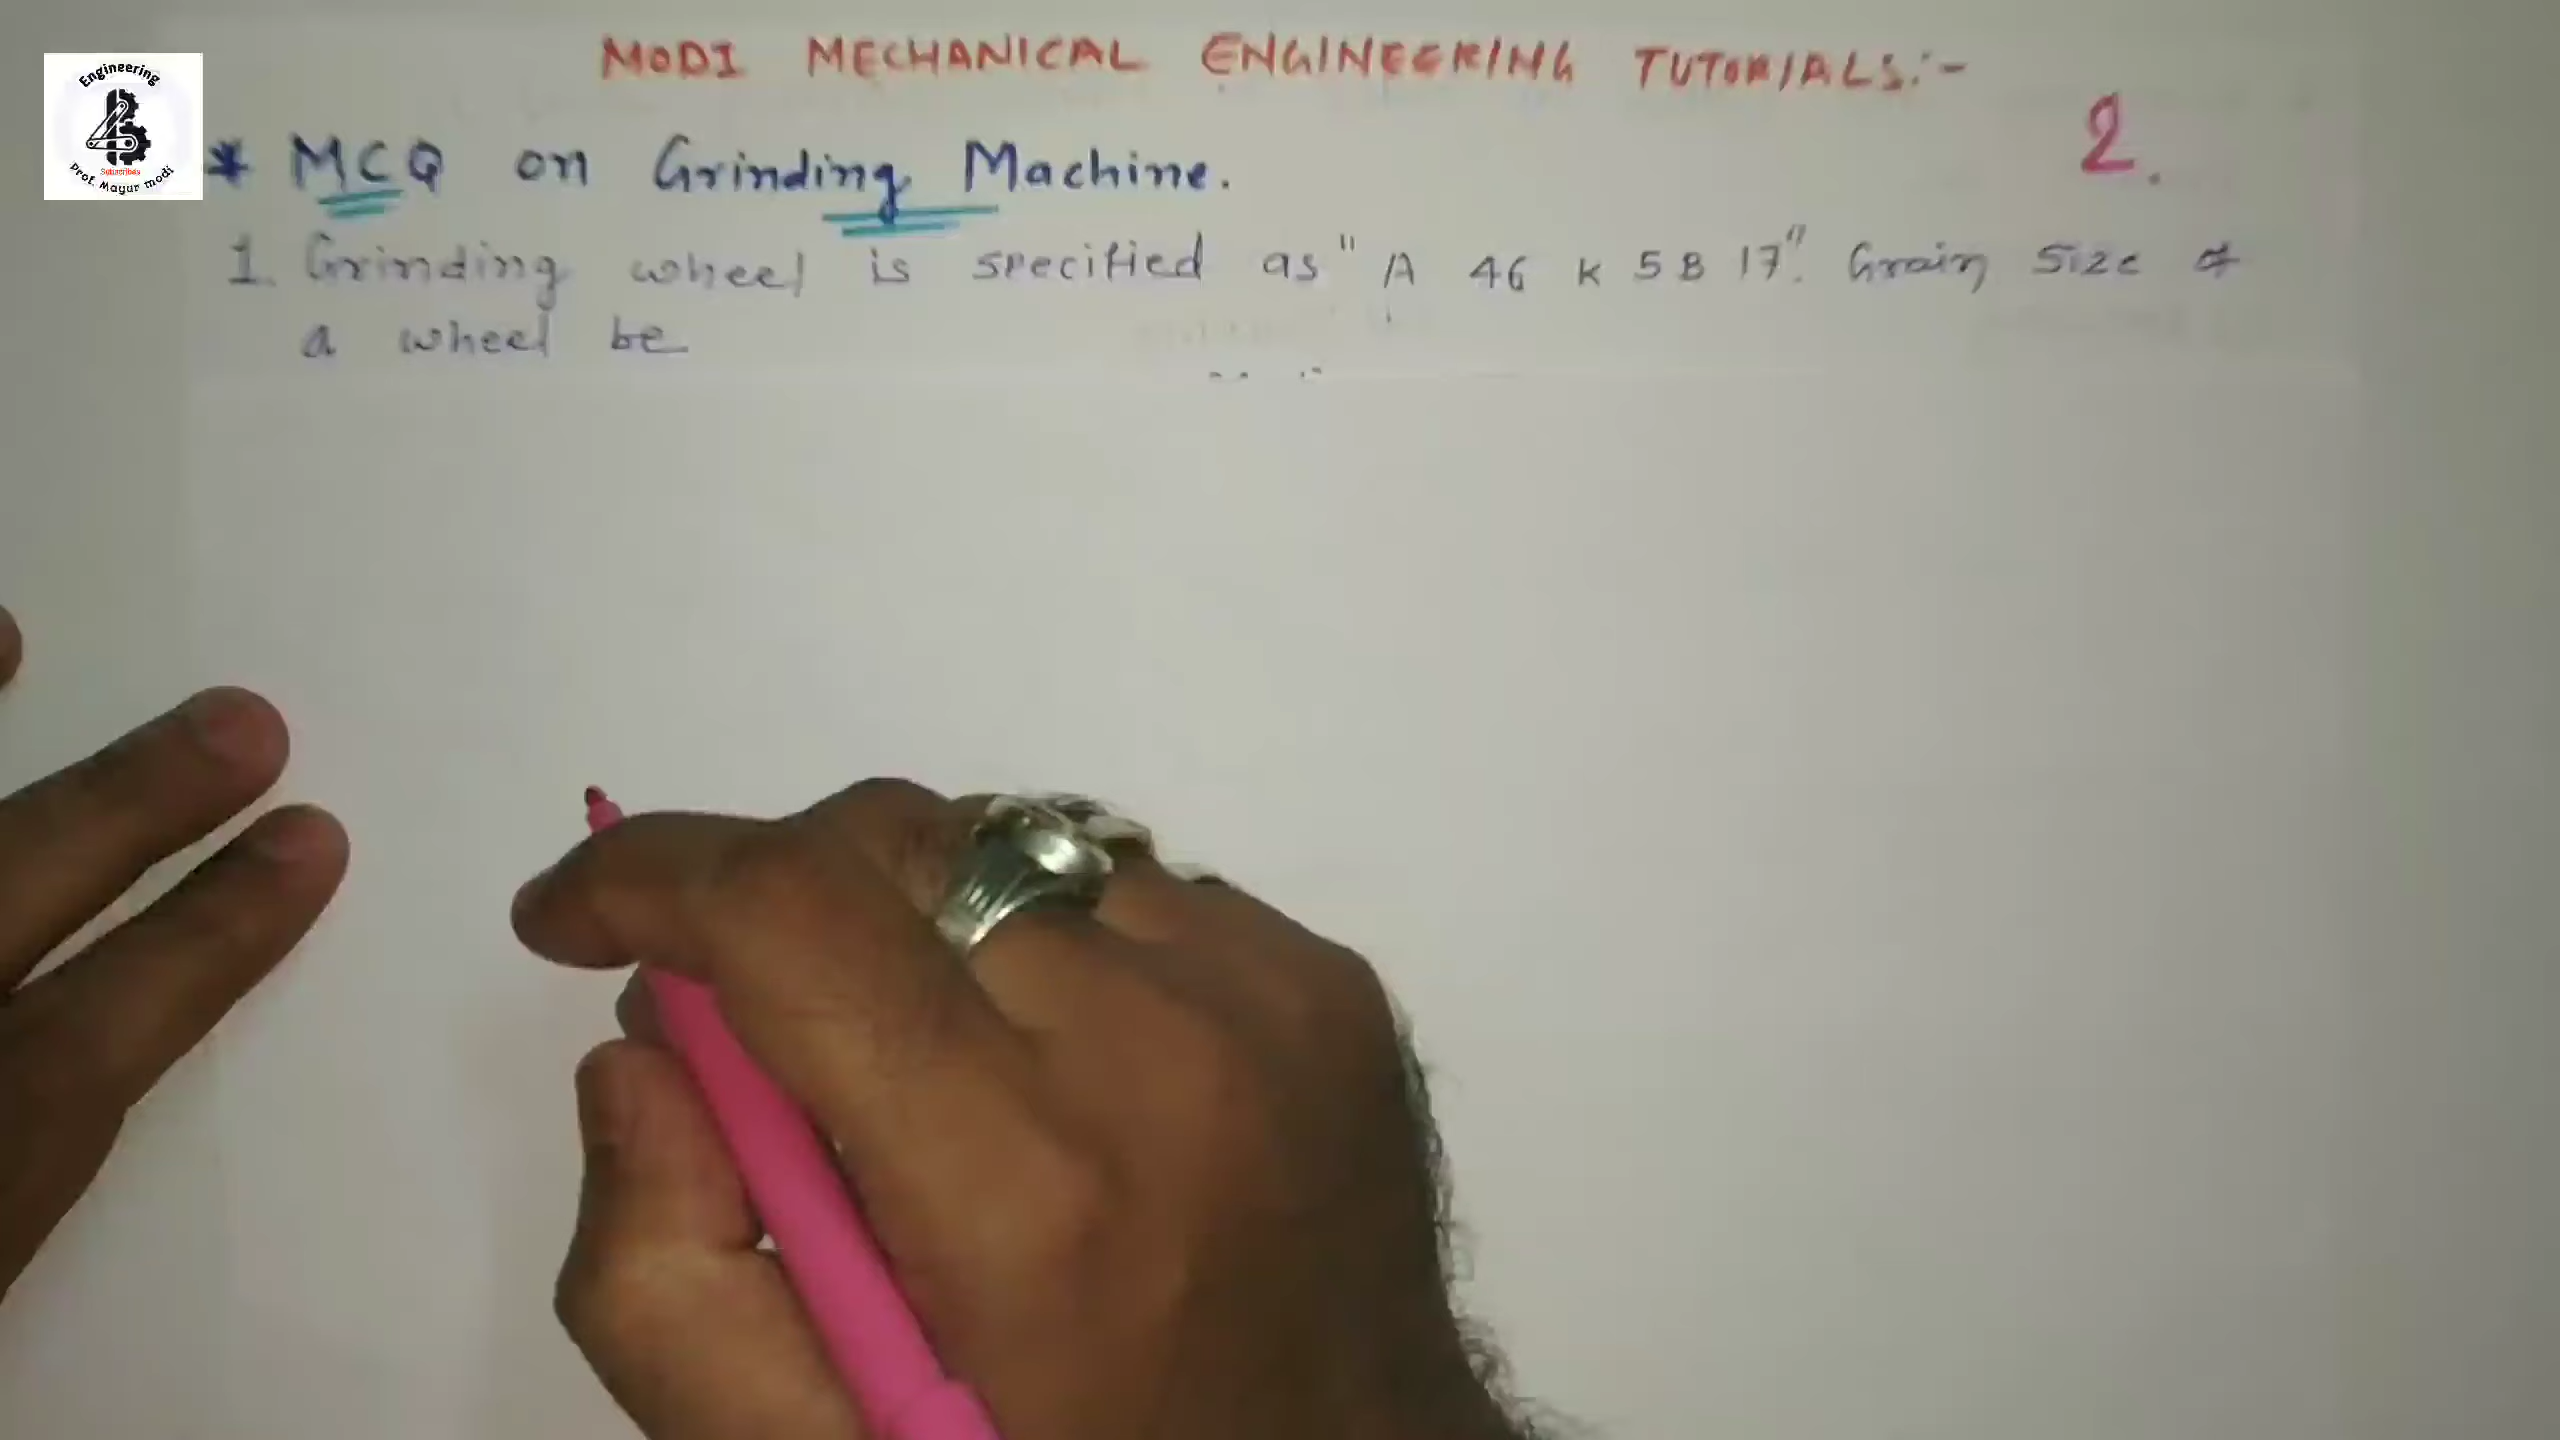 MODI MECHANICAL ENGINEERING TUTORIALS:-
2.
* MCQ on Grinding Machine.
1. Grinding wheel is specified as "A 46 K 5 B 17". Grain size of
a wheel be
Engineering
Subscribe
Prof. Mayur modi